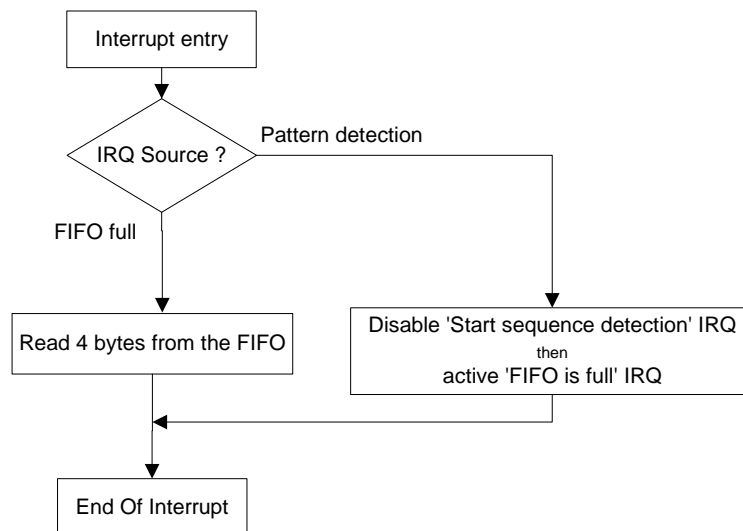 Interrupt entry
Pattern detection
IRQ Source ?
FIFO full
Read 4 bytes from the FIFO
Disable 'Start sequence detection' IRQ
then
active 'FIFO is full' IRQ
End Of Interrupt